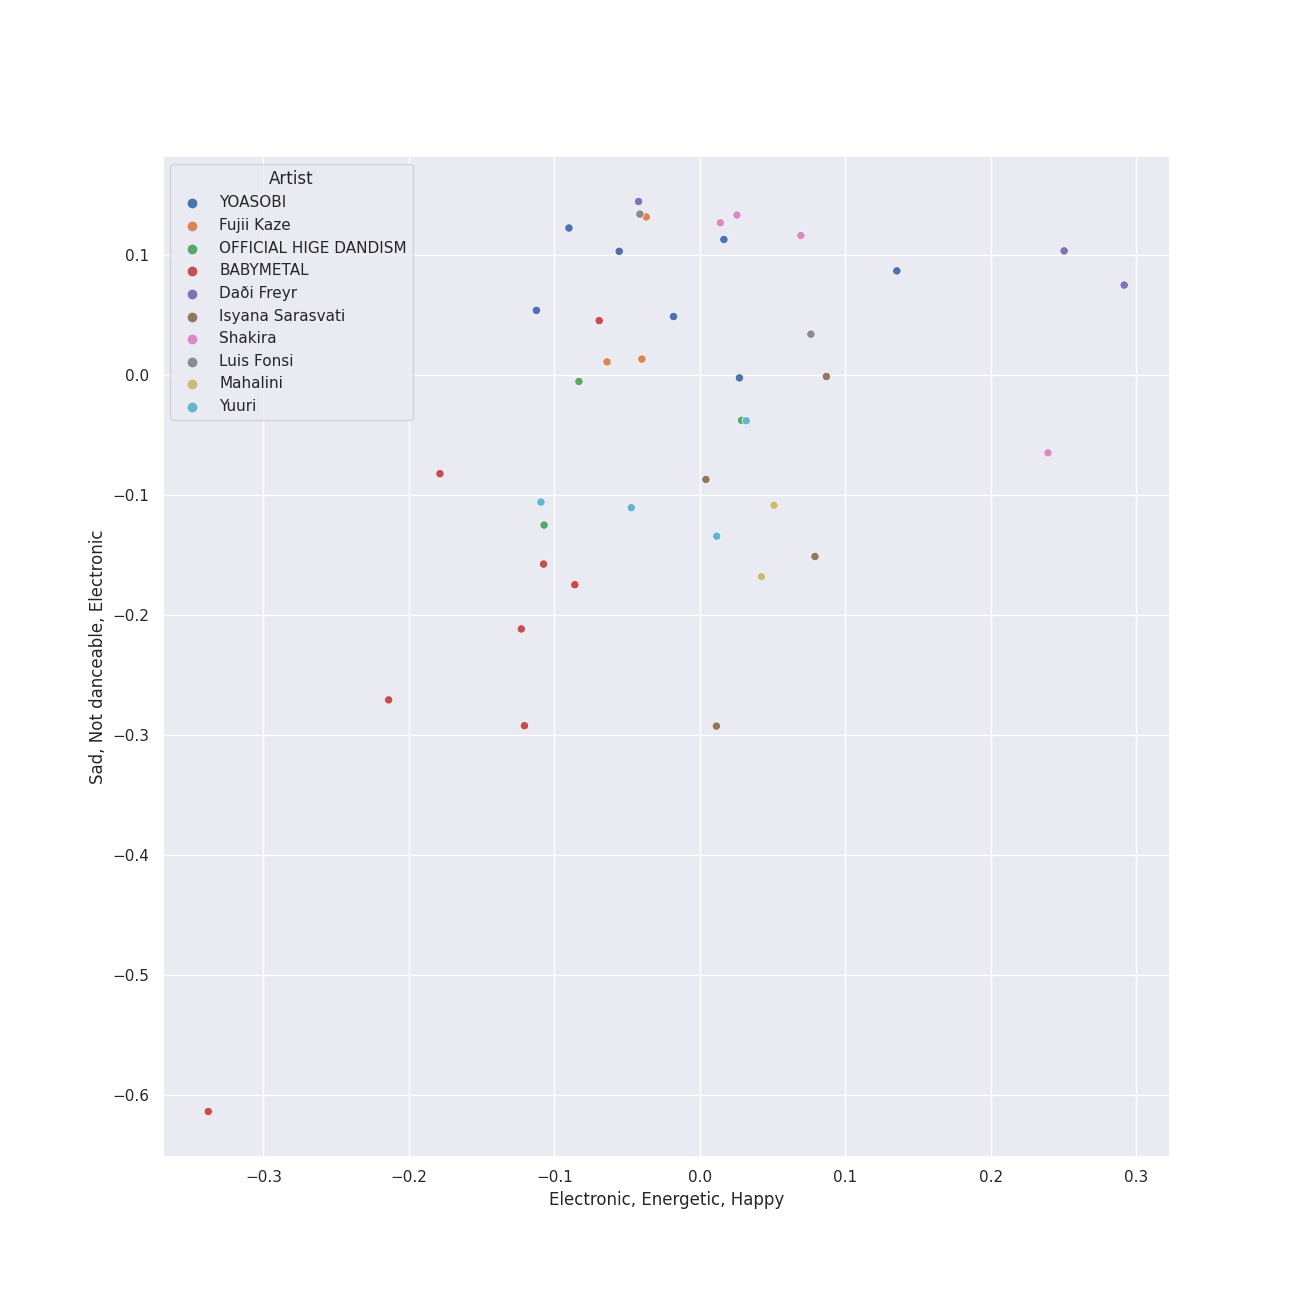 Artist
YOASOBI
Fujii Kaze
OFFICIAL HIGE DANDISM
BABYMETAL
Daði Freyr
Isyana Sarasvati
Shakira
Luis Fonsi
Mahalini
Yuuri
0.1
0.0
−0.1
−0.2
−0.3
−0.4
−0.5
−0.6
Sad, Not danceable, Electronic
−0.3
−0.2
−0.1
0.0
0.1
0.2
0.3
Electronic, Energetic, Happy